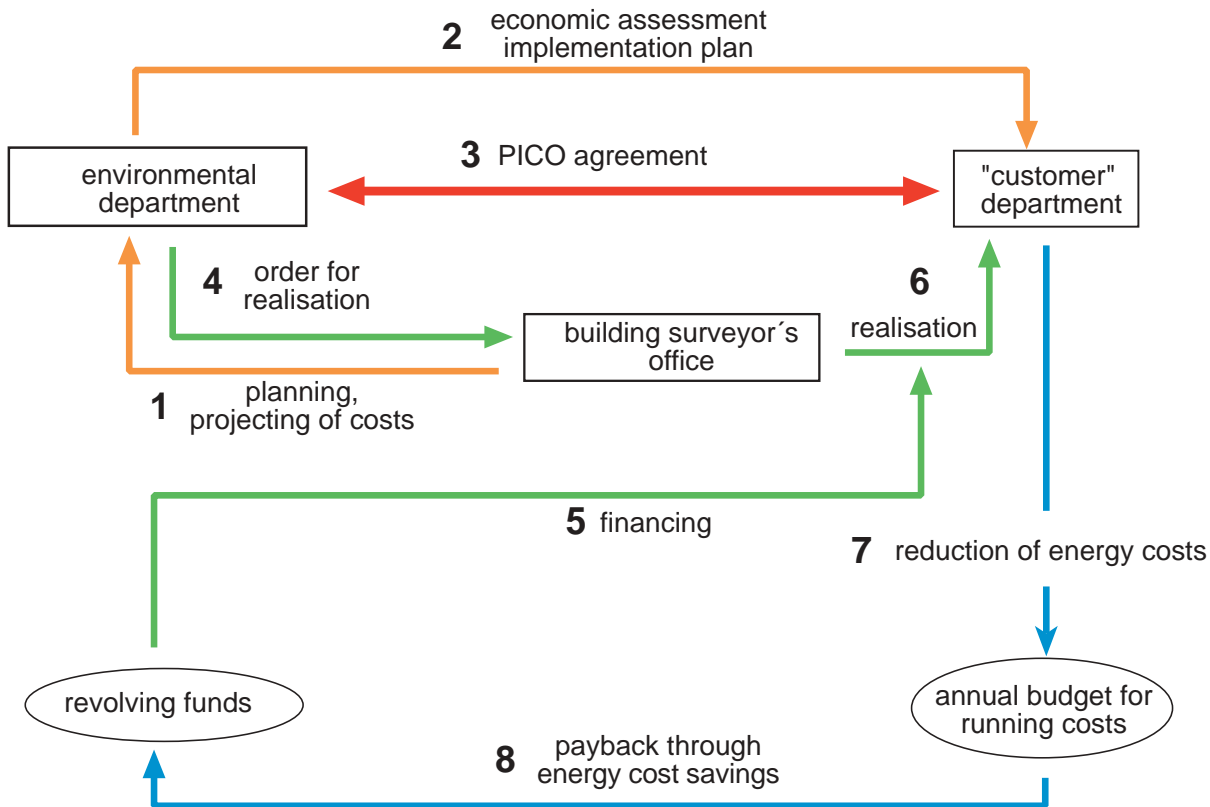 2 economic assessment
implementation plan
3 PICO agreement
environmental
department
"customer"
department
4 order for
realisation
6
realisation
building surveyor´s
office
1 planning,
projecting of costs
5 financing
7 reduction of energy costs
revolving funds
annual budget for
running costs
8 payback through
energy cost savings